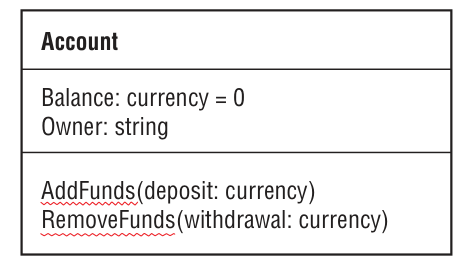 Account
Balance: currency = 0
Owner: string
AddFunds(deposit: currency)
RemoveFunds(withdrawal: currency)